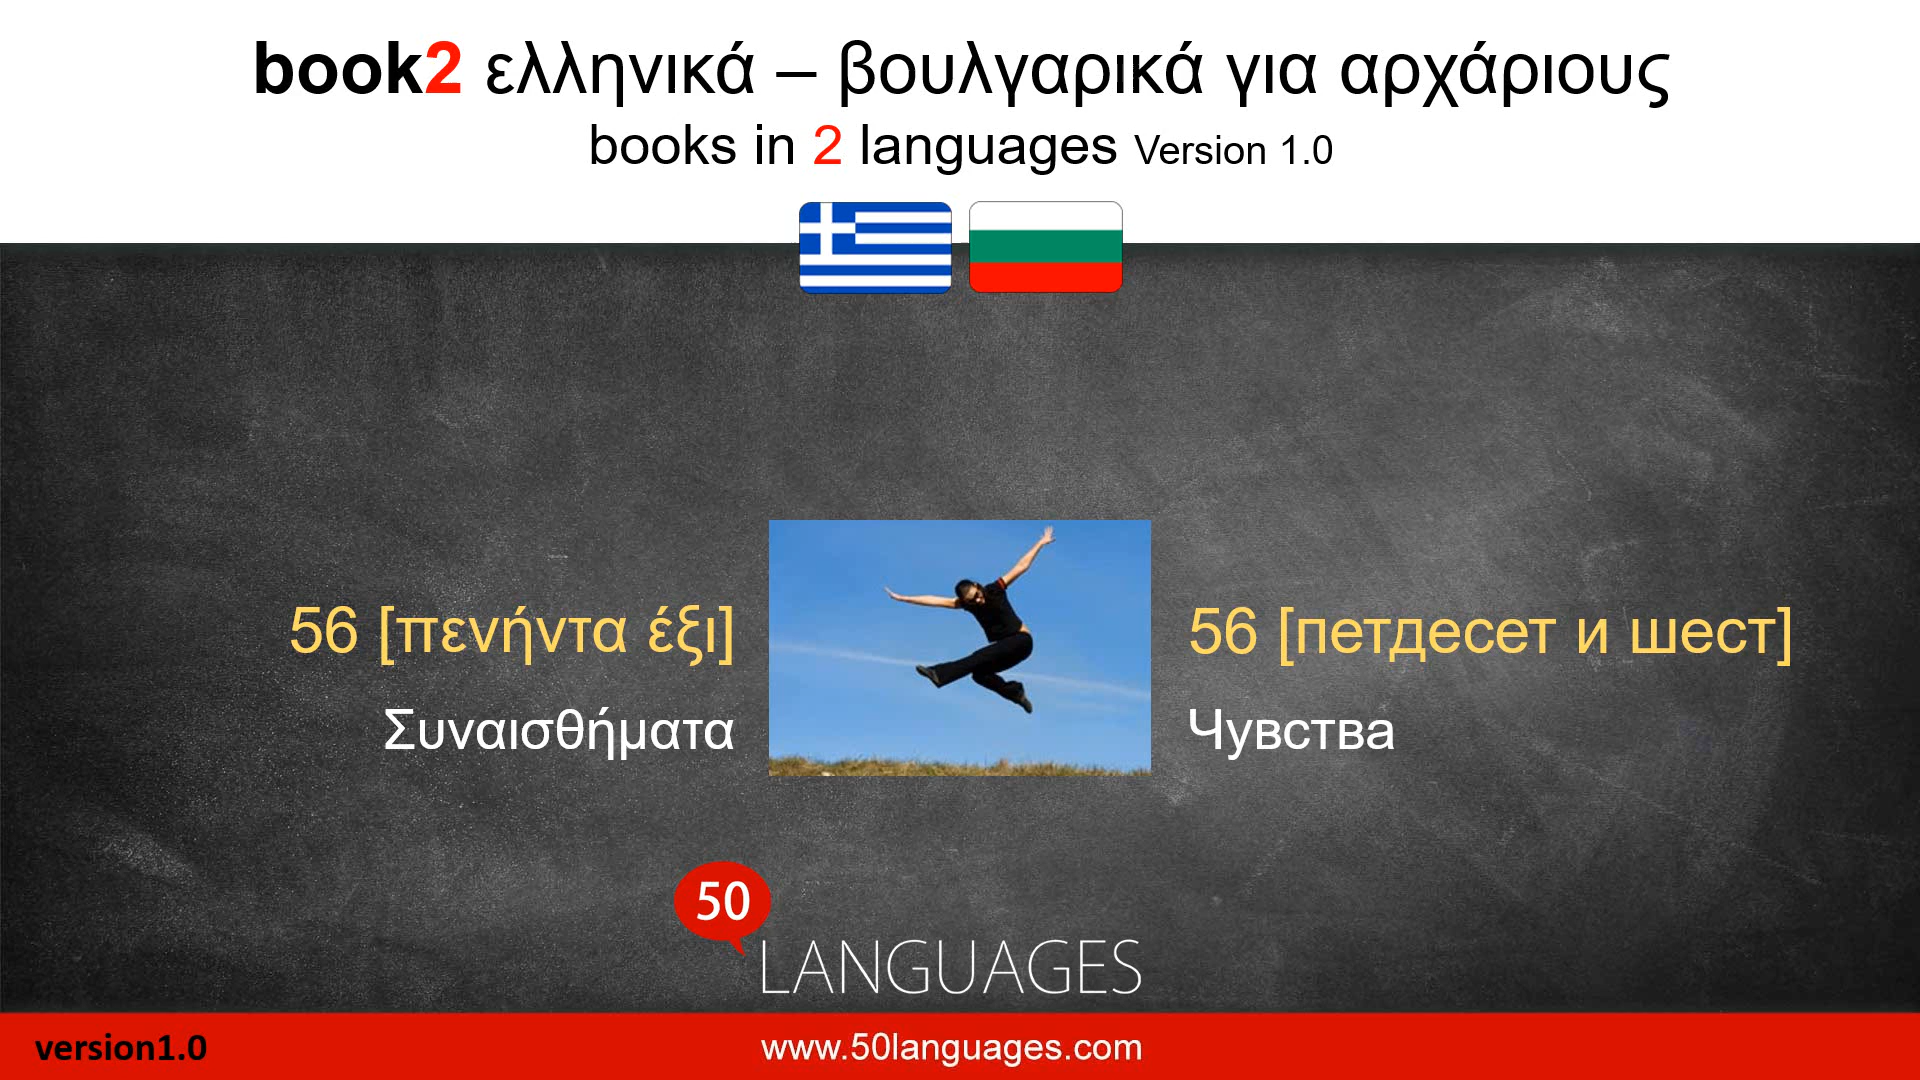 book2 ελληνικά – βουλγαρικά για αρχάριους
books in 2 languages Version 1.0
56 [πενήντα έξι]
Συναισθήματα
56 [петдесет и шест]
Чувства
50
LANGUAGES
version1.0
www.50languages.com